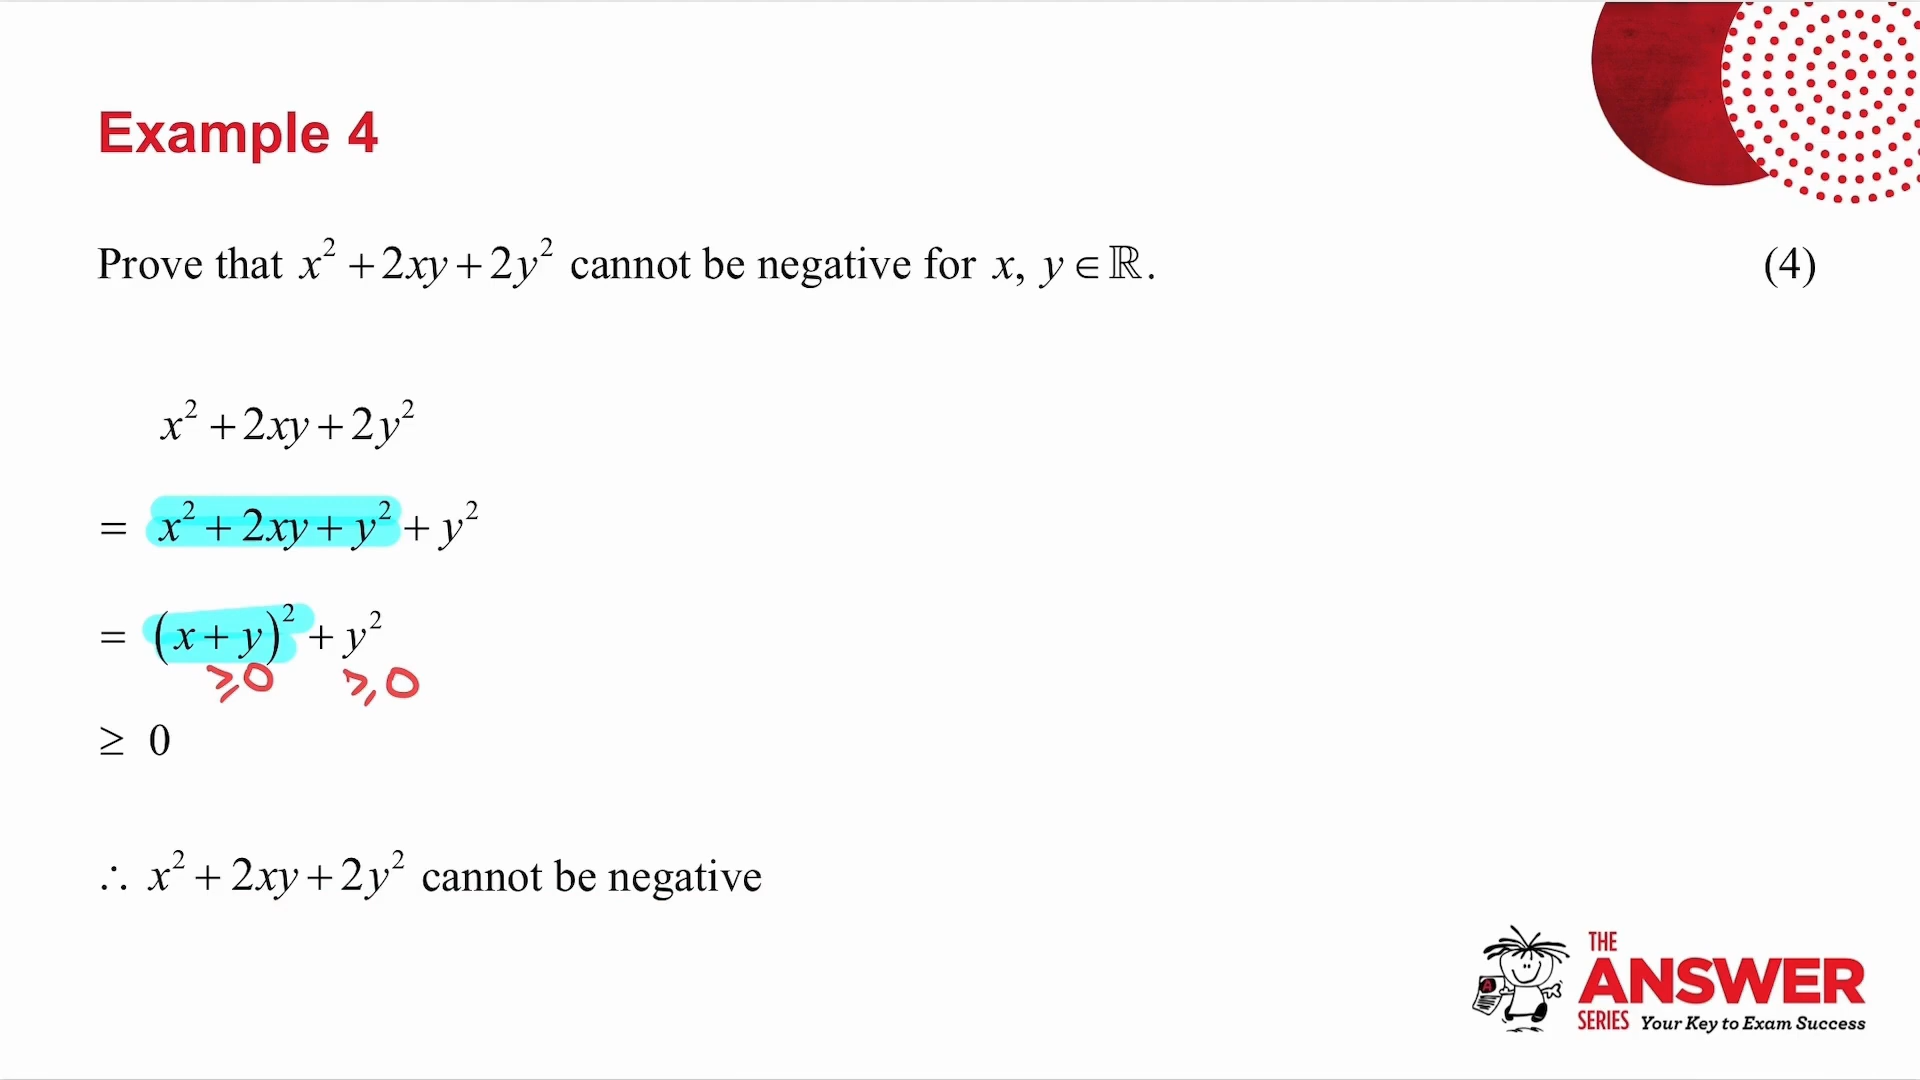 Example 4
Prove that x² + 2xy + 2y² cannot be negative for x, y ∈ ℝ. (4)
x² + 2xy + 2y²
= x² + 2xy + y² + y²
= (x + y)² + y²
≥0 ≥0
≥ 0
∴ x² + 2xy + 2y² cannot be negative
A
THE
ANSWER
SERIES Your Key to Exam Success